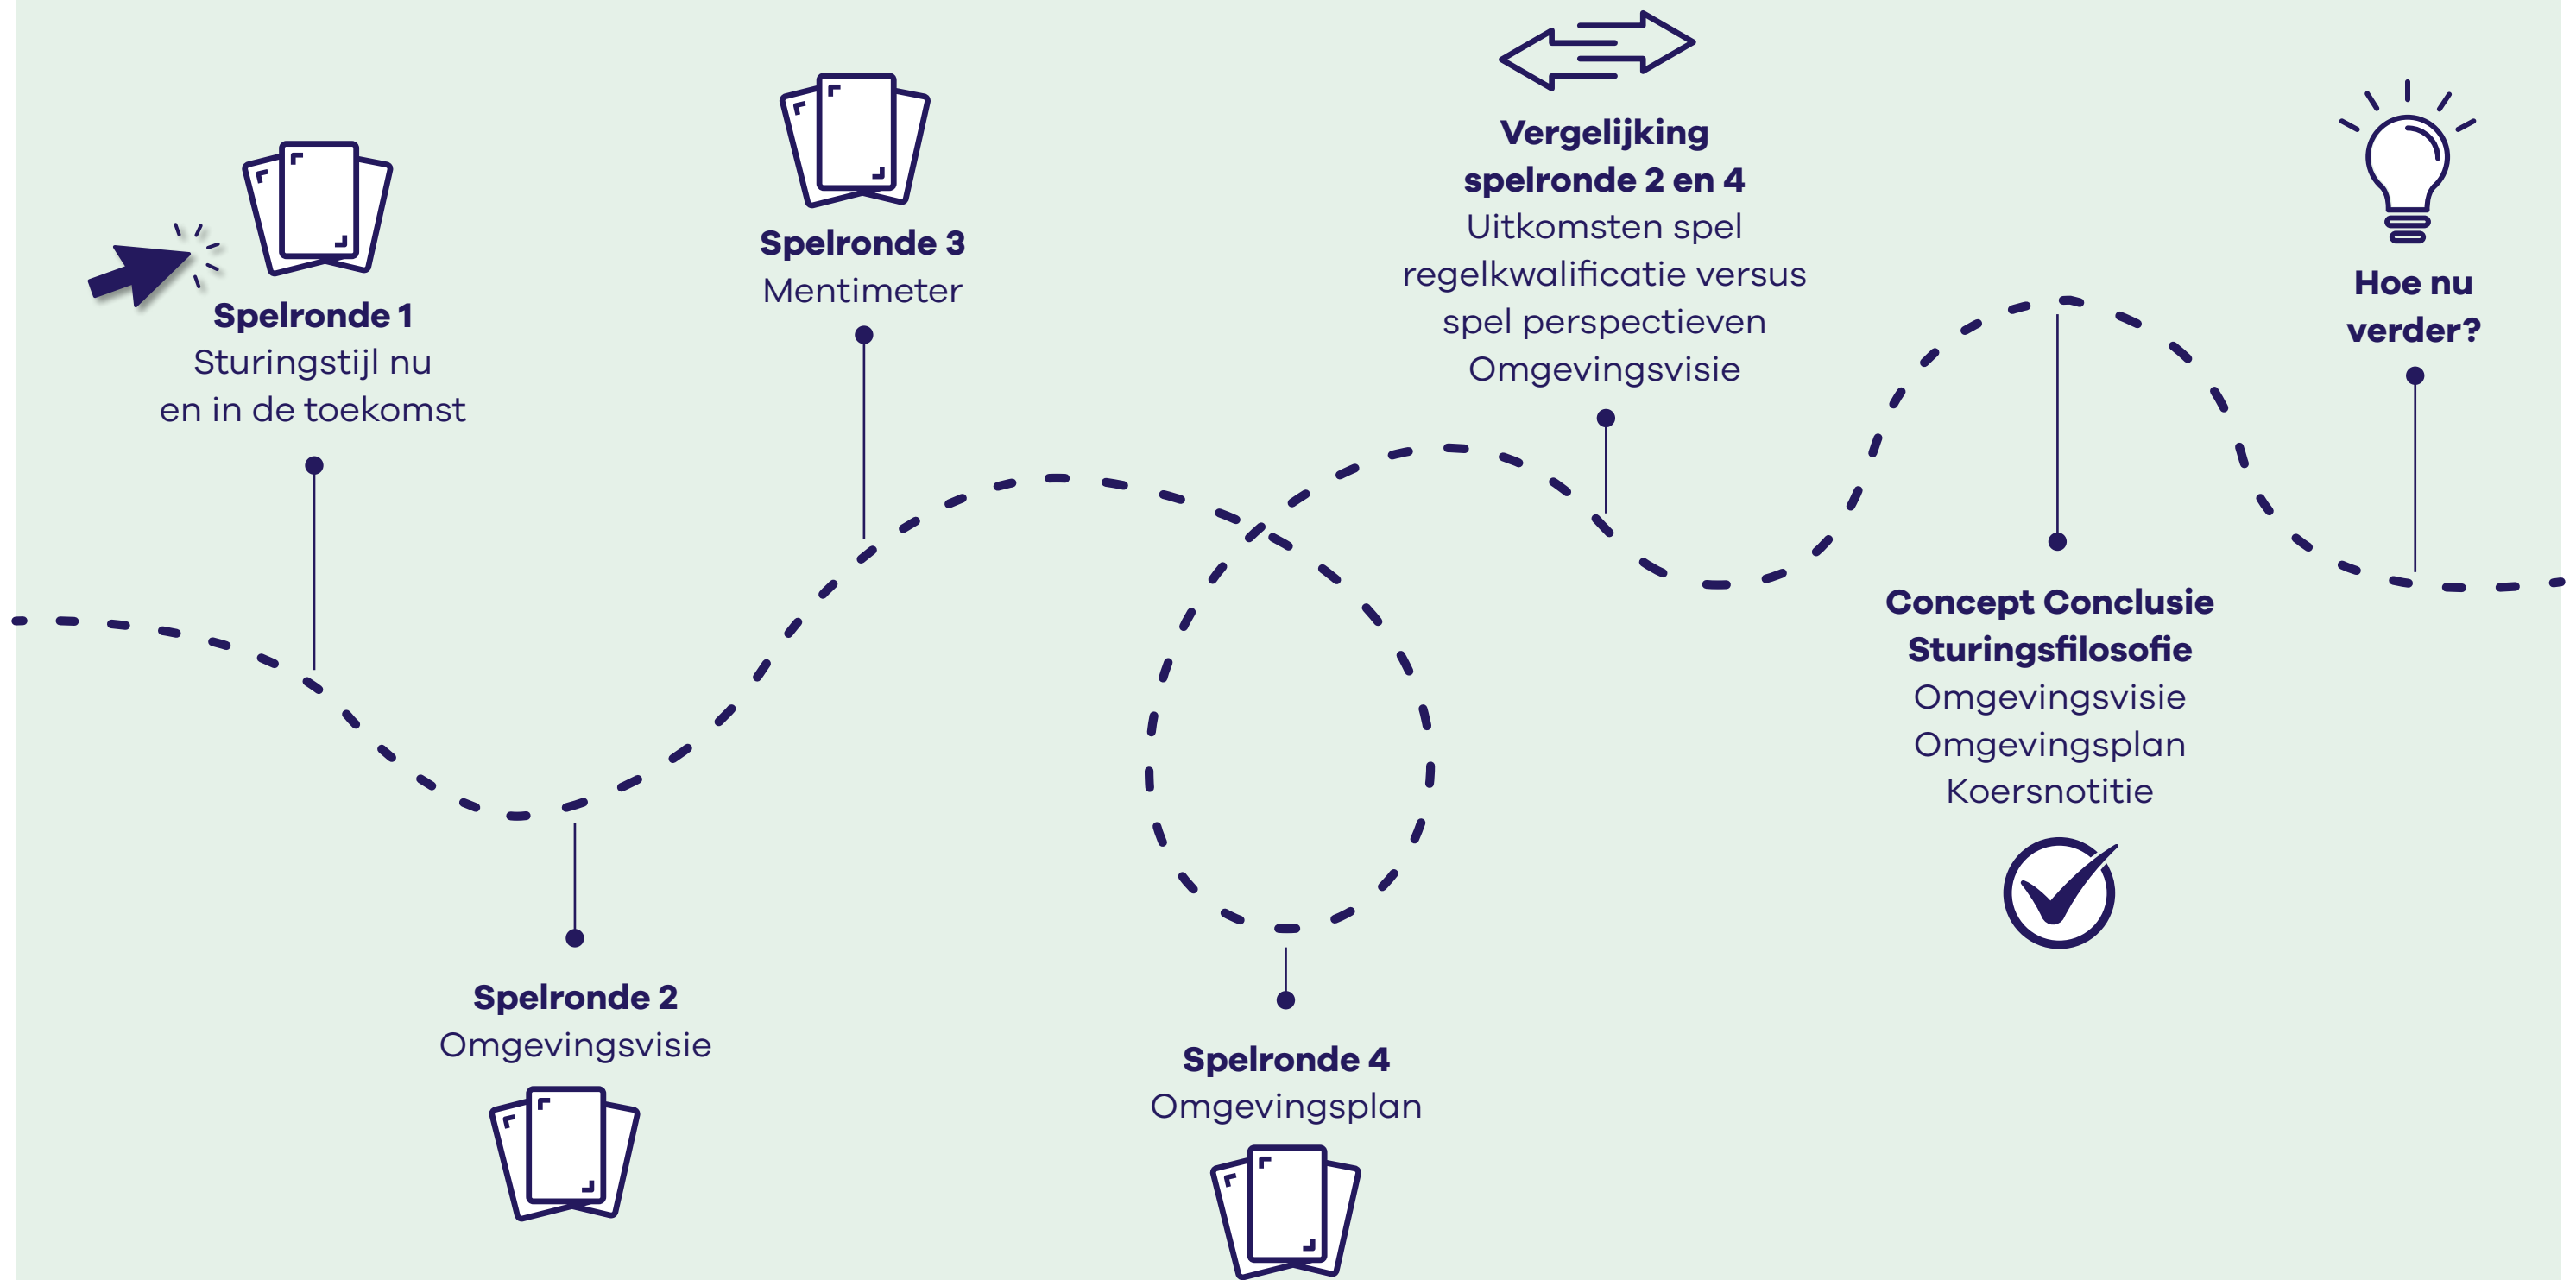 Spelronde 1
Sturingstijl nu
en in de toekomst
Spelronde 2
Omgevingsvisie
Spelronde 3
Mentimeter
Spelronde 4
Omgevingsplan
Vergelijking
spelronde 2 en 4
Uitkomsten spel
regelkwalificatie versus
spel perspectieven
Omgevingsvisie
Concept Conclusie
Sturingsfilosofie
Omgevingsvisie
Omgevingsplan
Koersnotitie
Hoe nu
verder?